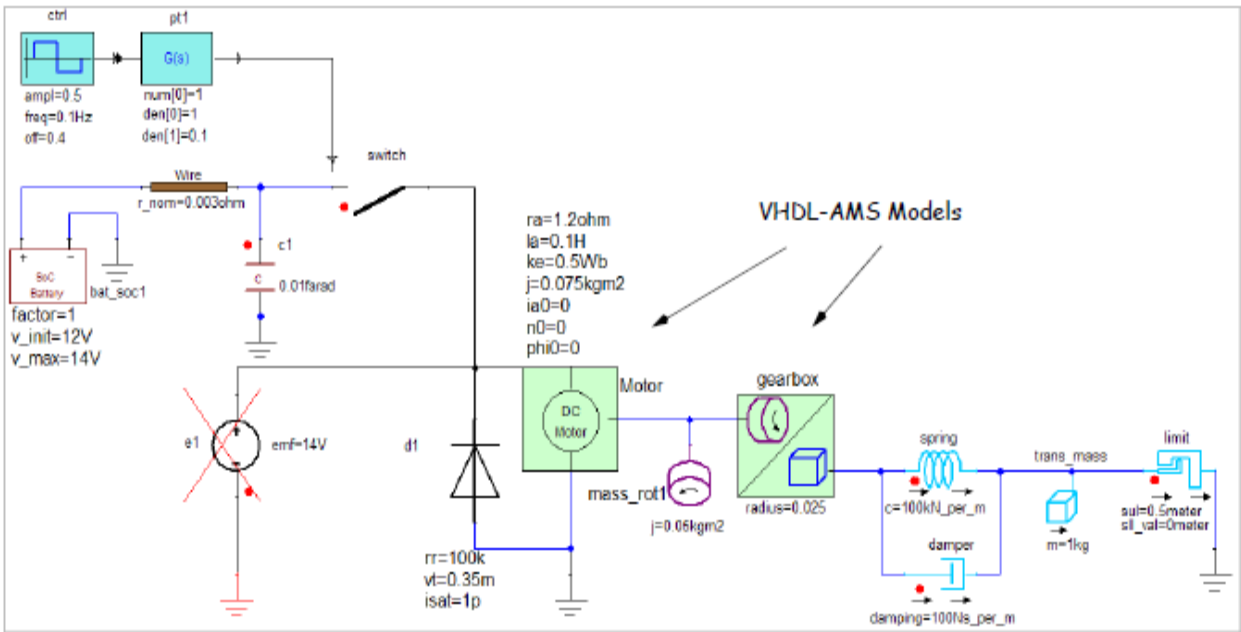 ctrl
pt1
G(s)
ampl=0.5
freq=0.1Hz
off=0.4
num[0]=1
den[0]=1
den[1]=0.1
switch
Wire
r_nom=0.003ohm
+ -
SoC
Battery
bat_soc1
factor=1
v_init=12V
v_max=14V
c1
c
0.01farad
ra=1.2ohm
la=0.1H
ke=0.5Wb
j=0.075kgm2
ia0=0
n0=0
phi0=0
VHDL-AMS Models
e1
emf=14V
d1
rr=100k
vt=0.35m
isat=1p
Motor
DC
Motor
mass_rot1
j=0.06kgm2
gearbox
radius=0.025
spring
c=100kN_per_m
damper
damping=100Ns_per_m
trans_mass
m=1kg
limit
sul=0.5meter
sll_val=0meter